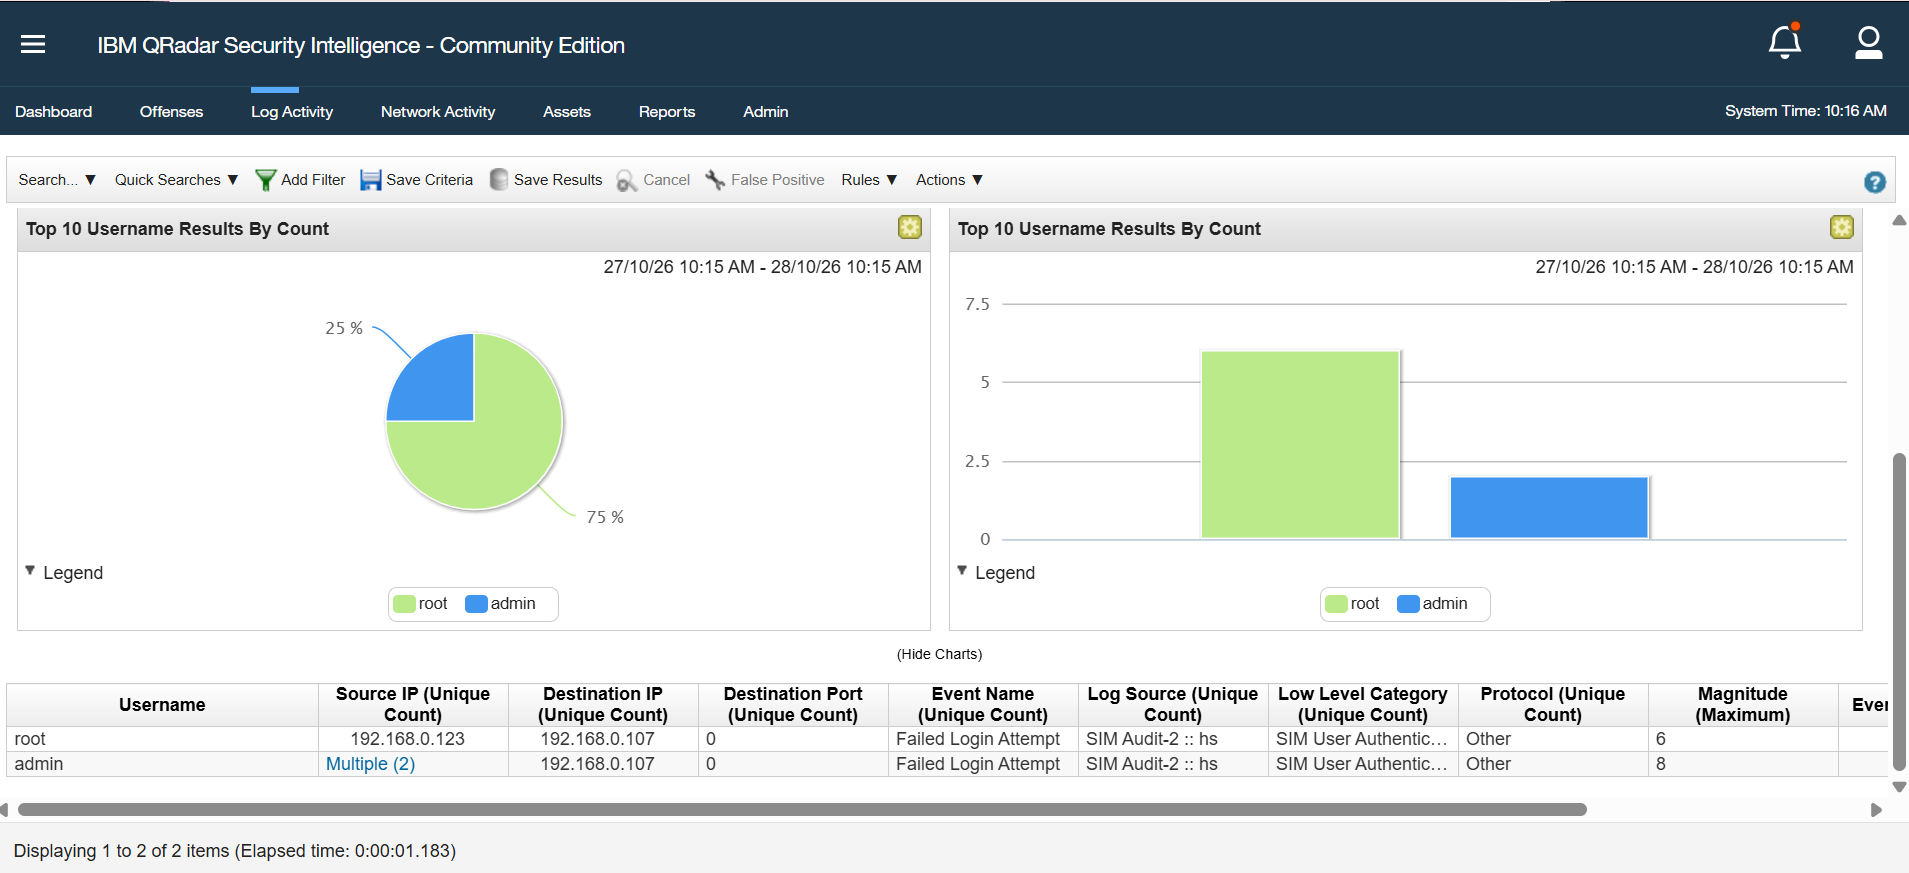 IBM QRadar Security Intelligence - Community Edition
Dashboard Offenses Log Activity Network Activity Assets Reports Admin System Time: 10:16 AM
Search... ▼ Quick Searches ▼ Add Filter Save Criteria Save Results Cancel False Positive Rules ▼ Actions ▼ ?
Top 10 Username Results By Count
27/10/26 10:15 AM - 28/10/26 10:15 AM
25 %
75 %
Legend
root admin
Top 10 Username Results By Count
27/10/26 10:15 AM - 28/10/26 10:15 AM
7.5
5
2.5
0
Legend
root admin
(Hide Charts)
Username Source IP (Unique Count) Destination IP (Unique Count) Destination Port (Unique Count) Event Name (Unique Count) Log Source (Unique Count) Low Level Category (Unique Count) Protocol (Unique Count) Magnitude (Maximum) Ever
root 192.168.0.123 192.168.0.107 0 Failed Login Attempt SIM Audit-2 :: hs SIM User Authentic... Other 6
admin Multiple (2) 192.168.0.107 0 Failed Login Attempt SIM Audit-2 :: hs SIM User Authentic... Other 8
Displaying 1 to 2 of 2 items (Elapsed time: 0:00:01.183)